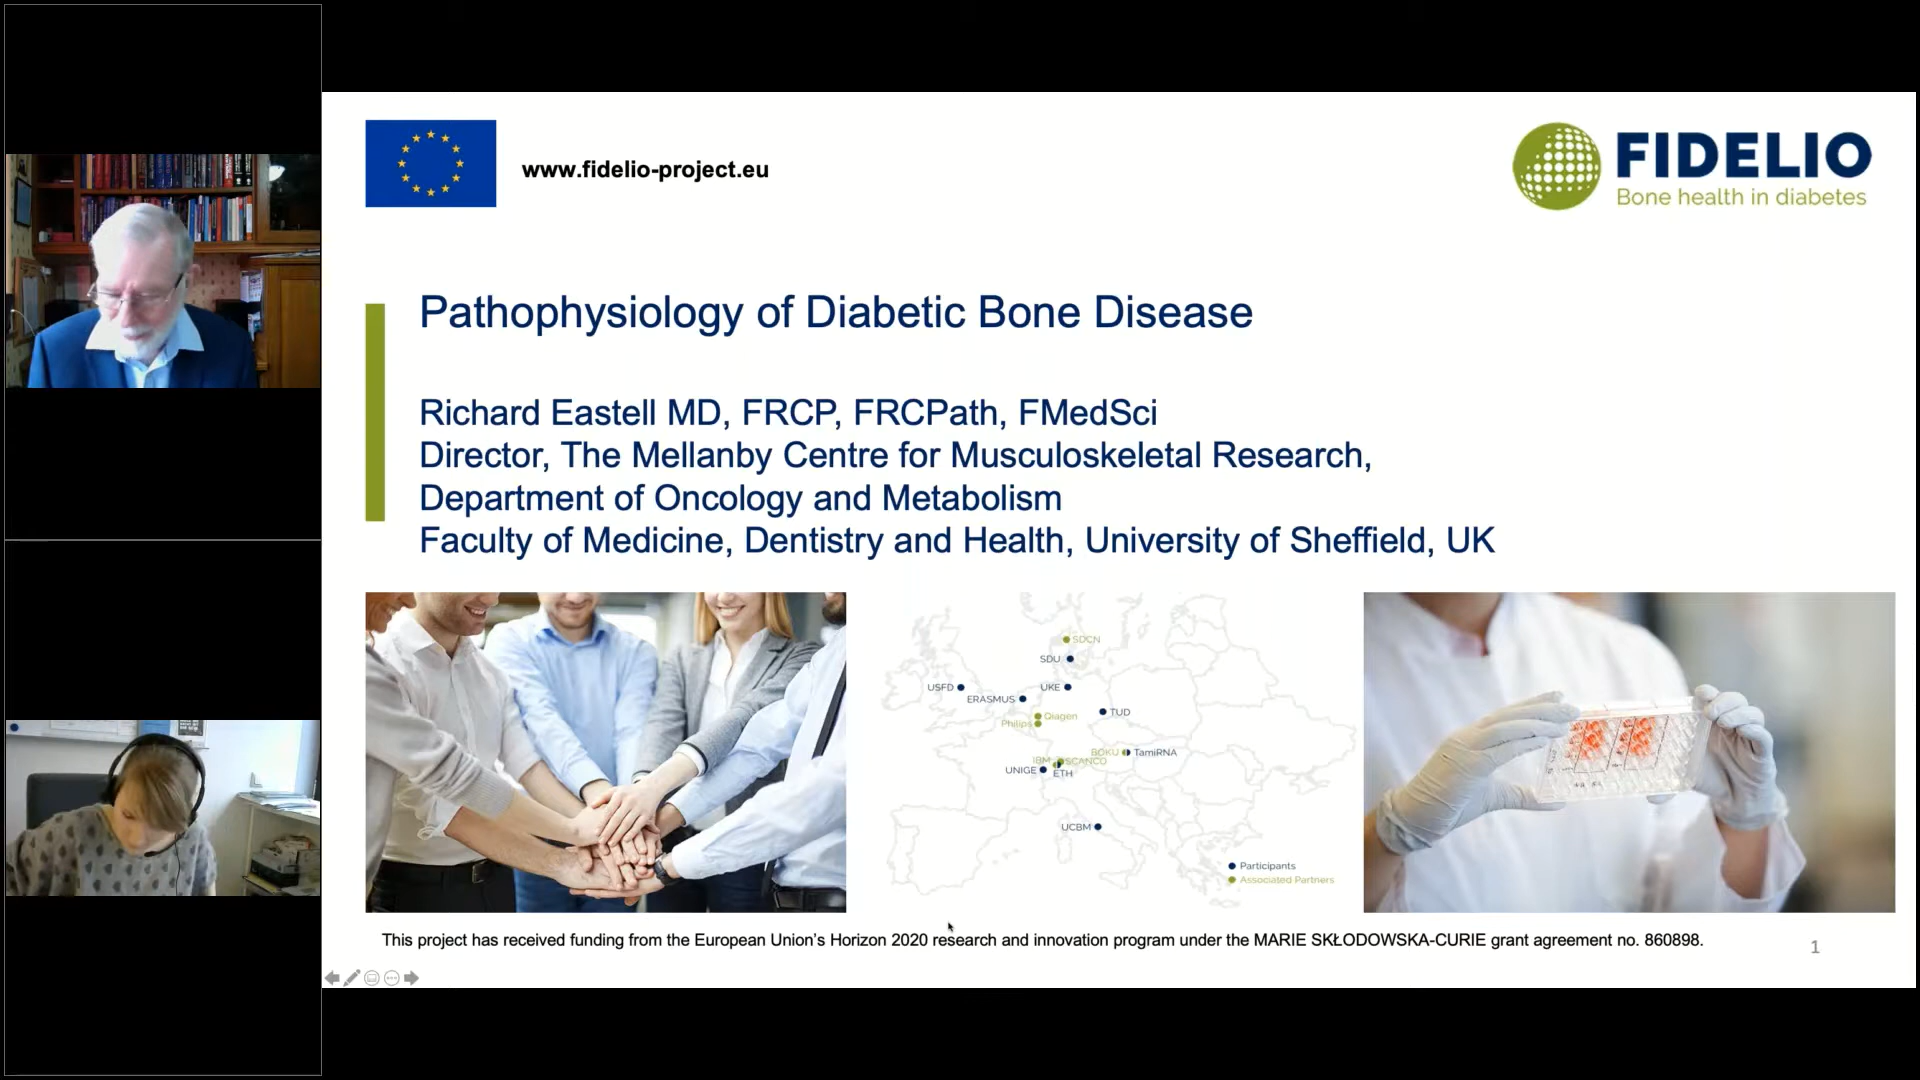 www.fidelio-project.eu
FIDELIO
Bone health in diabetes
Pathophysiology of Diabetic Bone Disease
Richard Eastell MD, FRCP, FRCPath, FMedSci
Director, The Mellanby Centre for Musculoskeletal Research,
Department of Oncology and Metabolism
Faculty of Medicine, Dentistry and Health, University of Sheffield, UK
SDCN
SDU
USFD
UKE
ERASMUS
Qiagen
TUD
Philips
BOKU
TamiRNA
IBM
SCANCO
UNIGE
ETH
UCBM
Participants
Associated Partners
This project has received funding from the European Union's Horizon 2020 research and innovation program under the MARIE SKŁODOWSKA-CURIE grant agreement no. 860898.
1